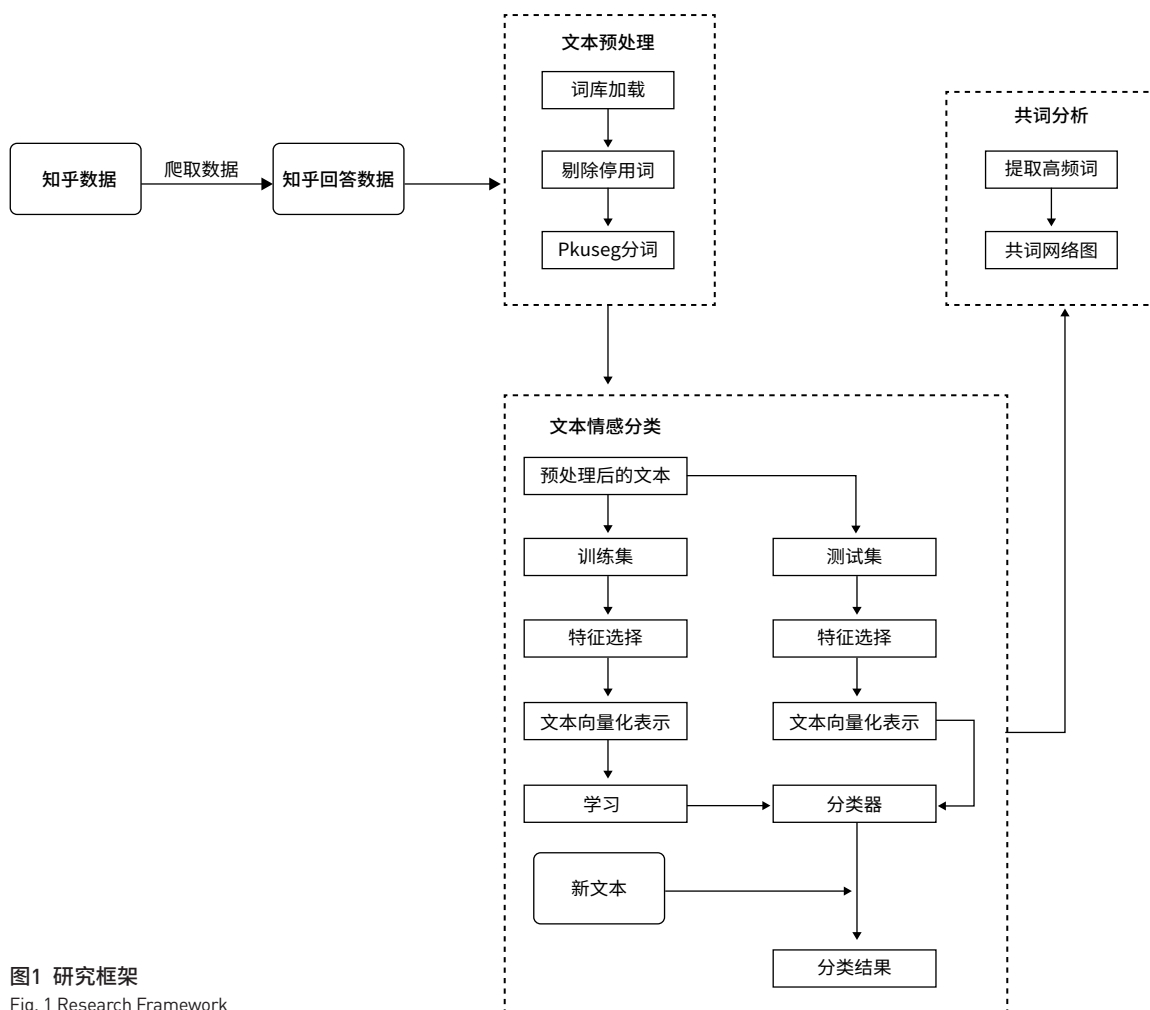 文本预处理
词库加载
剔除停用词
Pkuseg分词
知乎数据
爬取数据
知乎回答数据
共词分析
提取高频词
共词网络图
文本情感分类
预处理后的文本
训练集
测试集
特征选择
特征选择
文本向量化表示
文本向量化表示
学习
分类器
新文本
分类结果
图1 研究框架
Fig. 1 Research Framework